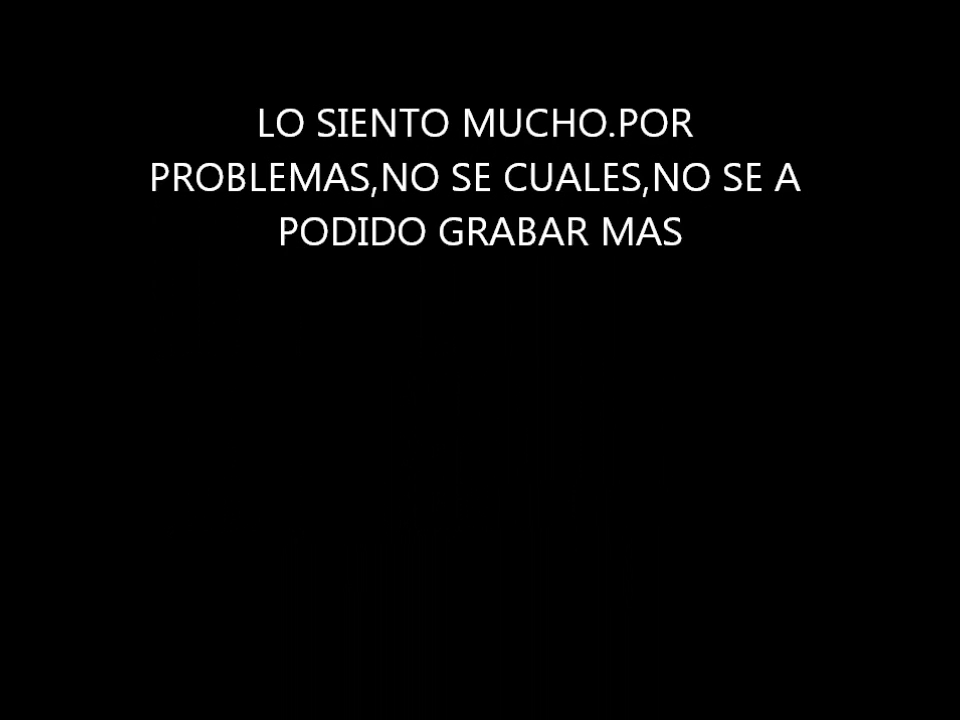 LO SIENTO MUCHO.POR
PROBLEMAS,NO SE CUALES,NO SE A
PODIDO GRABAR MAS